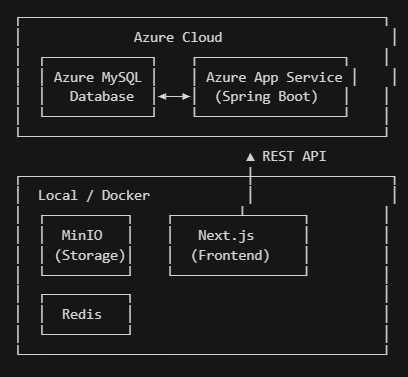 Azure Cloud
Azure MySQL Azure App Service
Database (Spring Boot)
▲ REST API
Local / Docker
MinIO Next.js
(Storage) (Frontend)
Redis